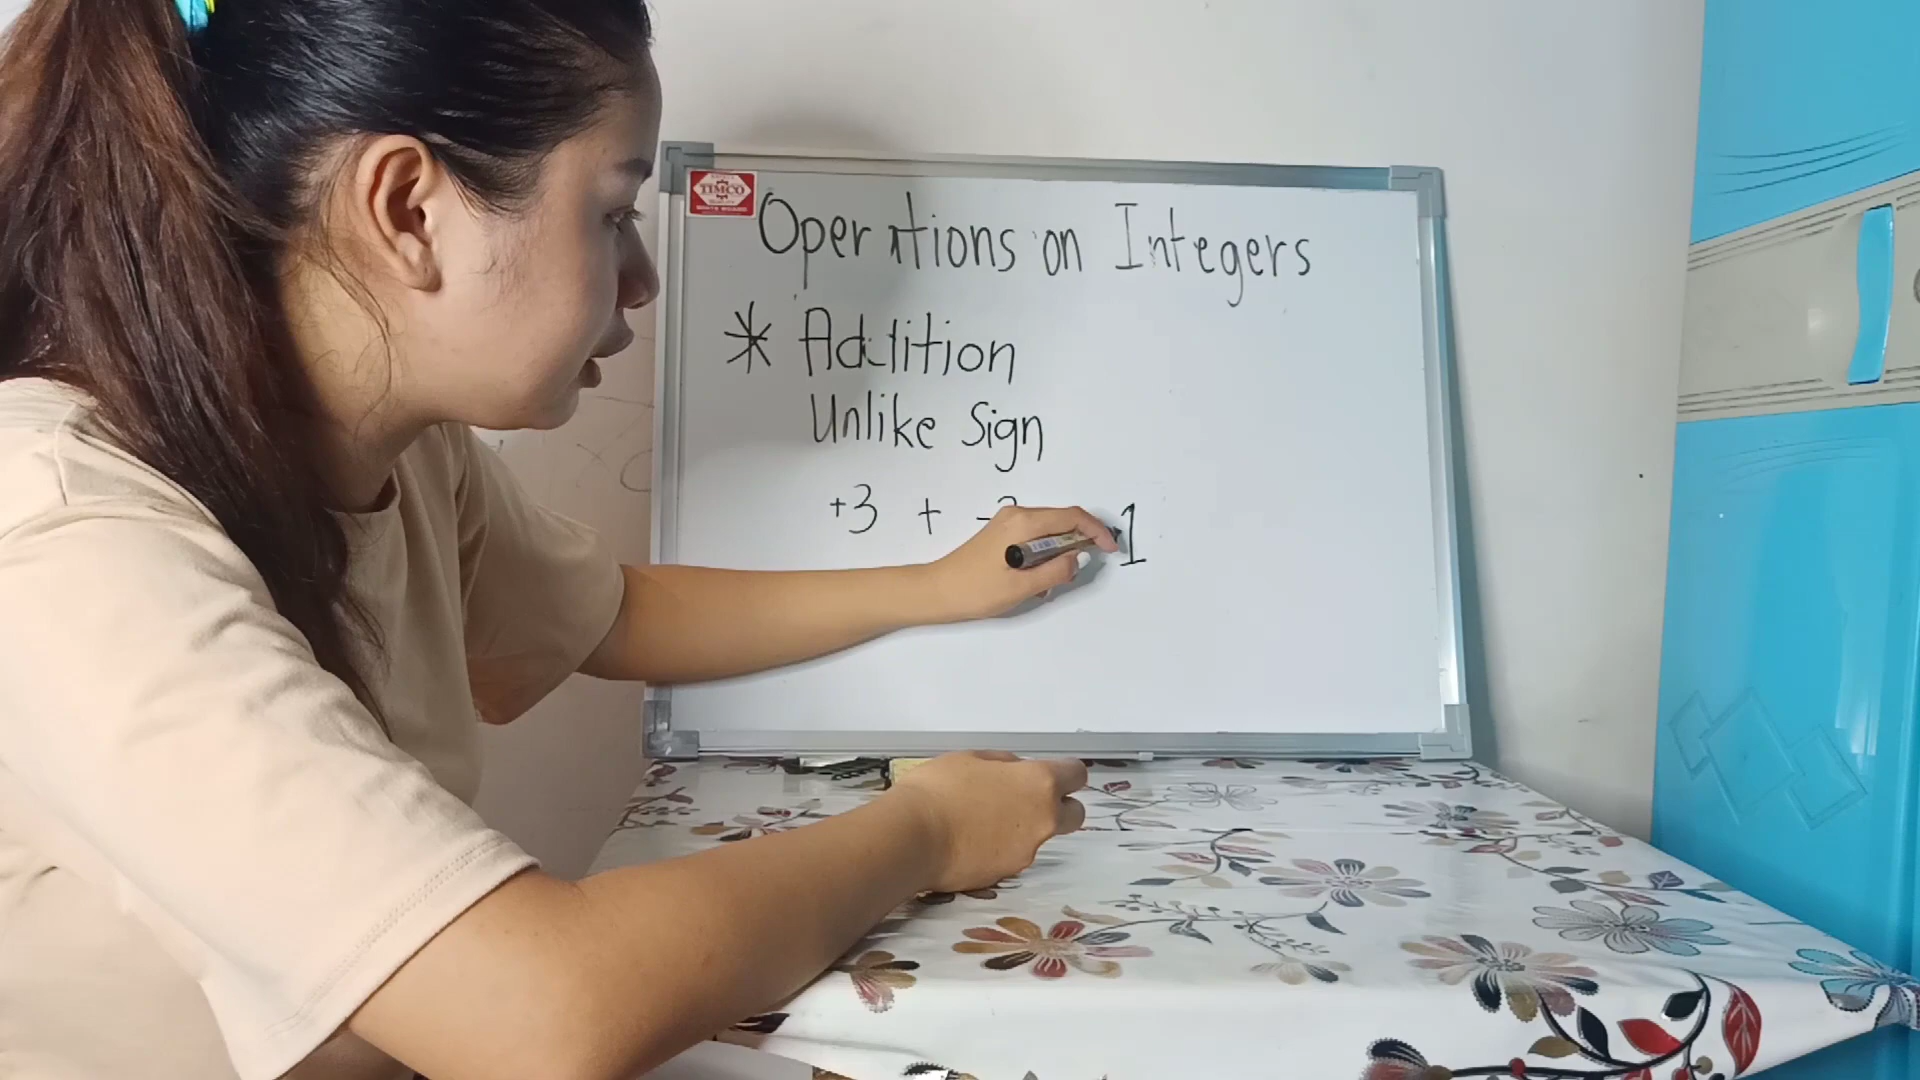 TIMCO
Operations on Integers
* Addition
Unlike Sign
+3 + - 1